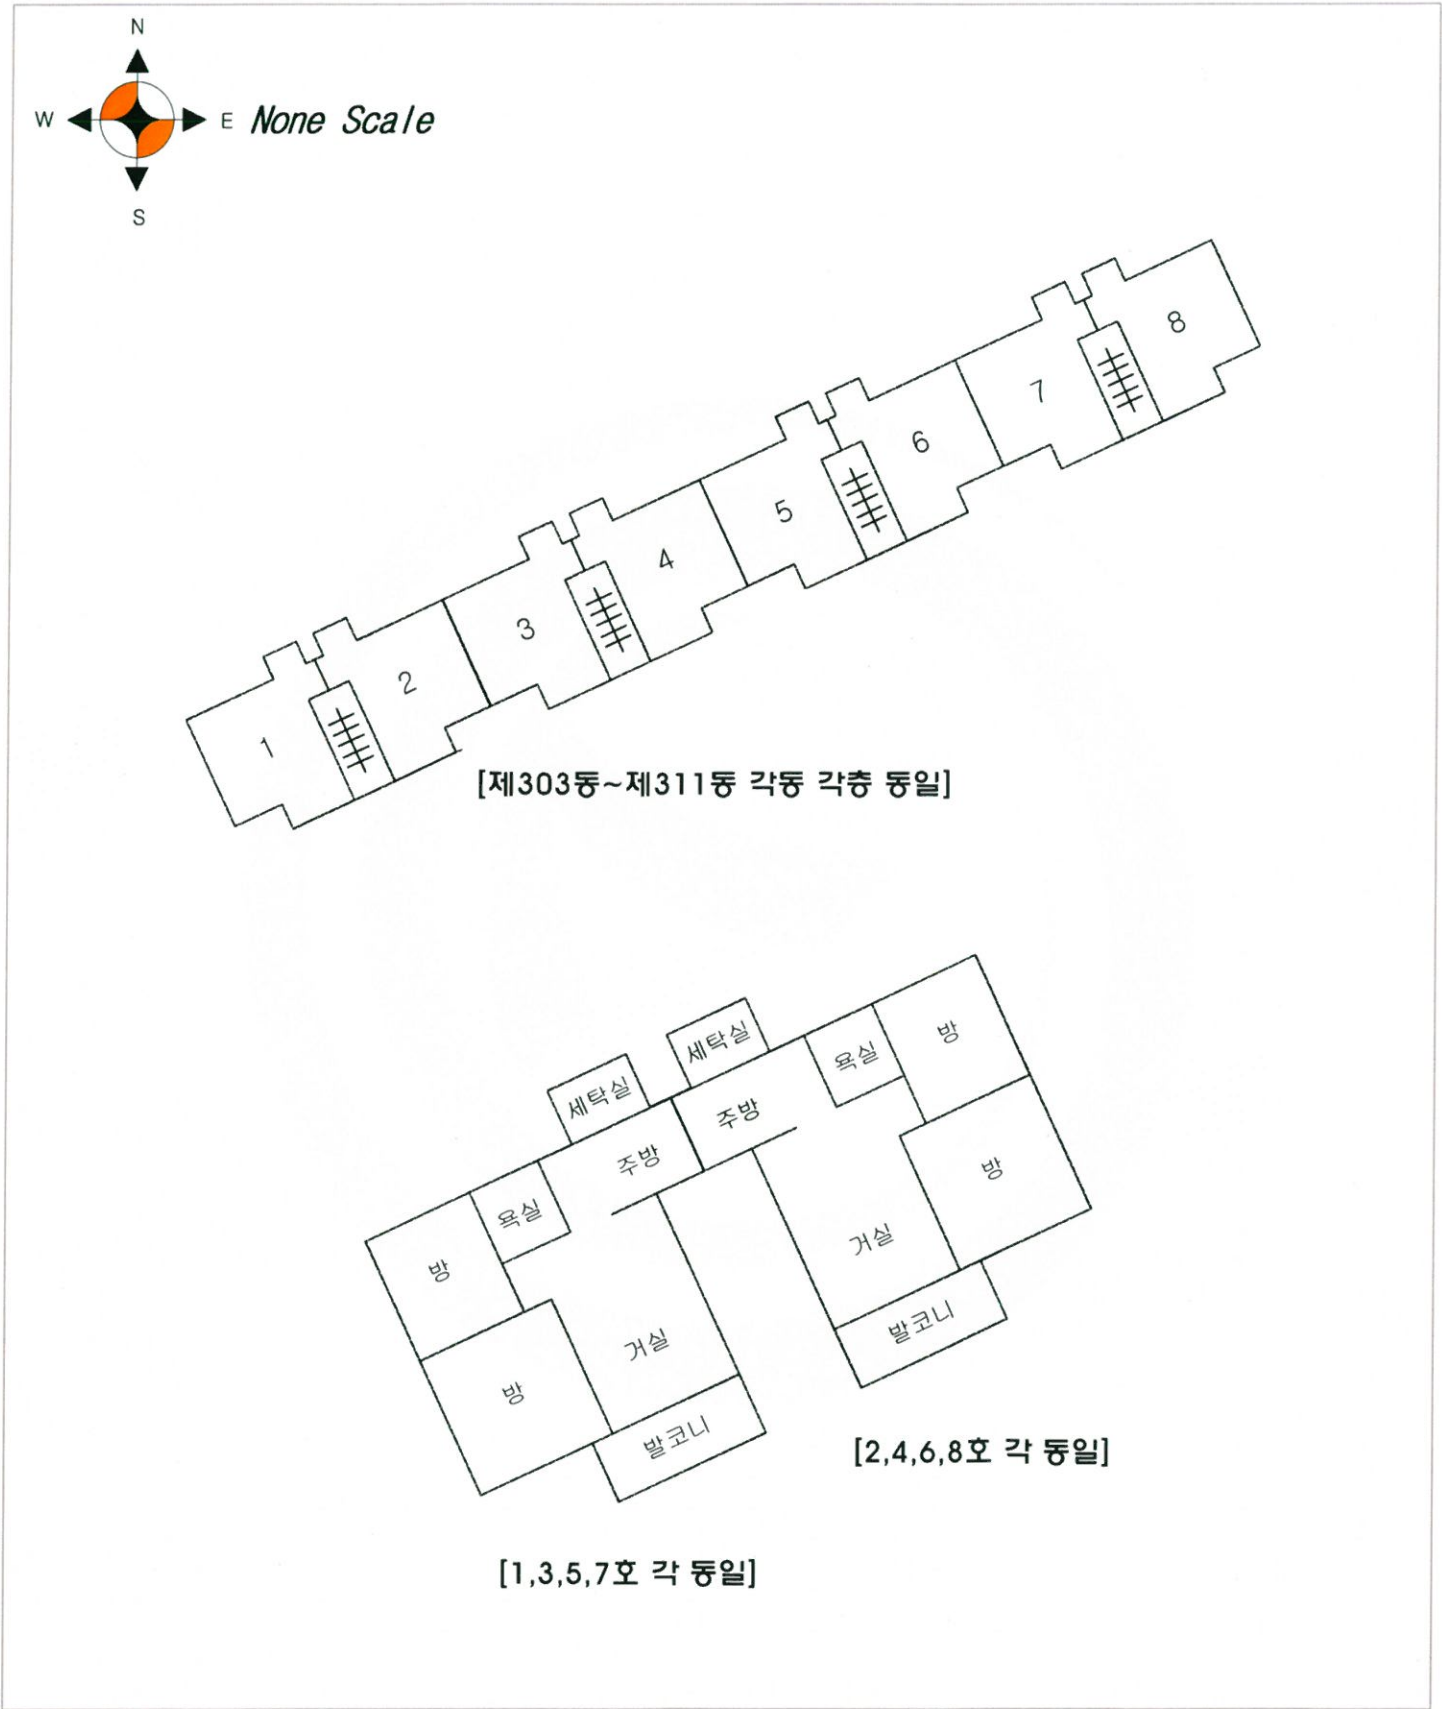 N
W E None Scale
S
8
7
6
5
4
3
2
1
[제303동~제311동 각동 각층 동일]
세탁실 세탁실
욕실 방
주방 주방
욕실 방
방 거실
방 거실
발코니
발코니
[2,4,6,8호 각 동일]
[1,3,5,7호 각 동일]